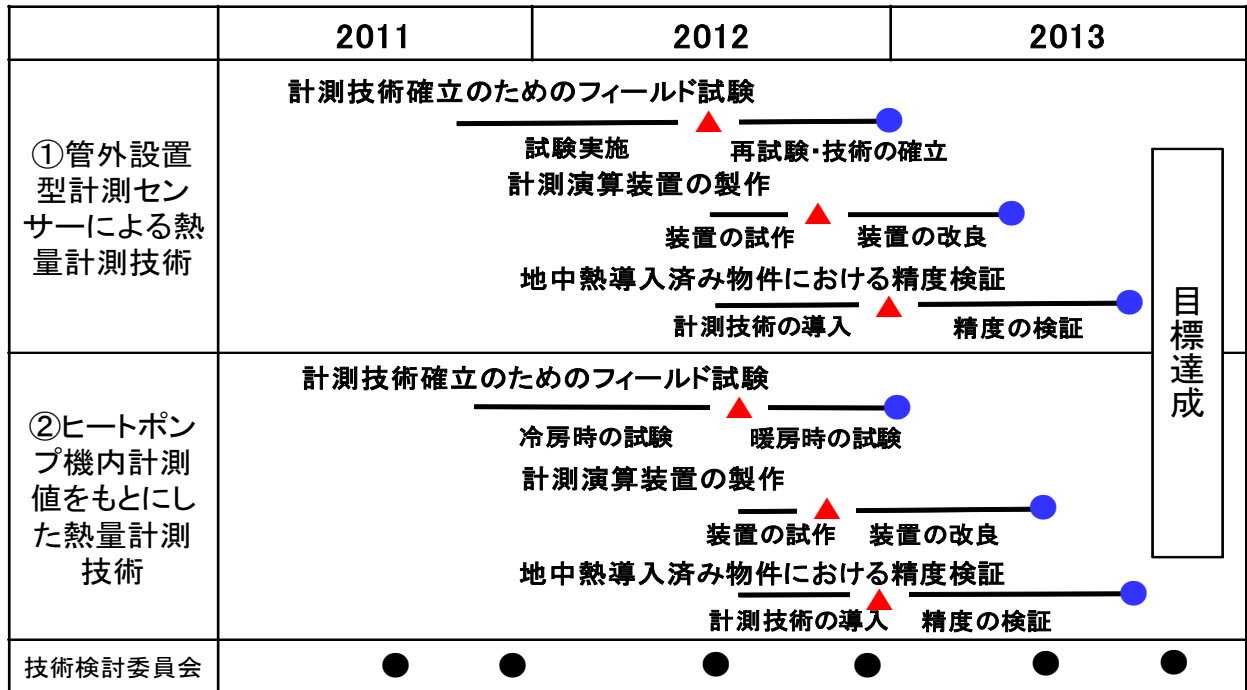 2011
2012
2013
①管外設置
型計測セン
サーによる熱
量計測技術
計測技術確立のためのフィールド試験
試験実施
再試験・技術の確立
計測演算装置の製作
装置の試作
装置の改良
地中熱導入済み物件における精度検証
計測技術の導入
精度の検証
②ヒートポン
プ機内計測
値をもとにし
た熱量計測
技術
計測技術確立のためのフィールド試験
冷房時の試験
暖房時の試験
計測演算装置の製作
装置の試作
装置の改良
地中熱導入済み物件における精度検証
計測技術の導入
精度の検証
目標達成
技術検討委員会